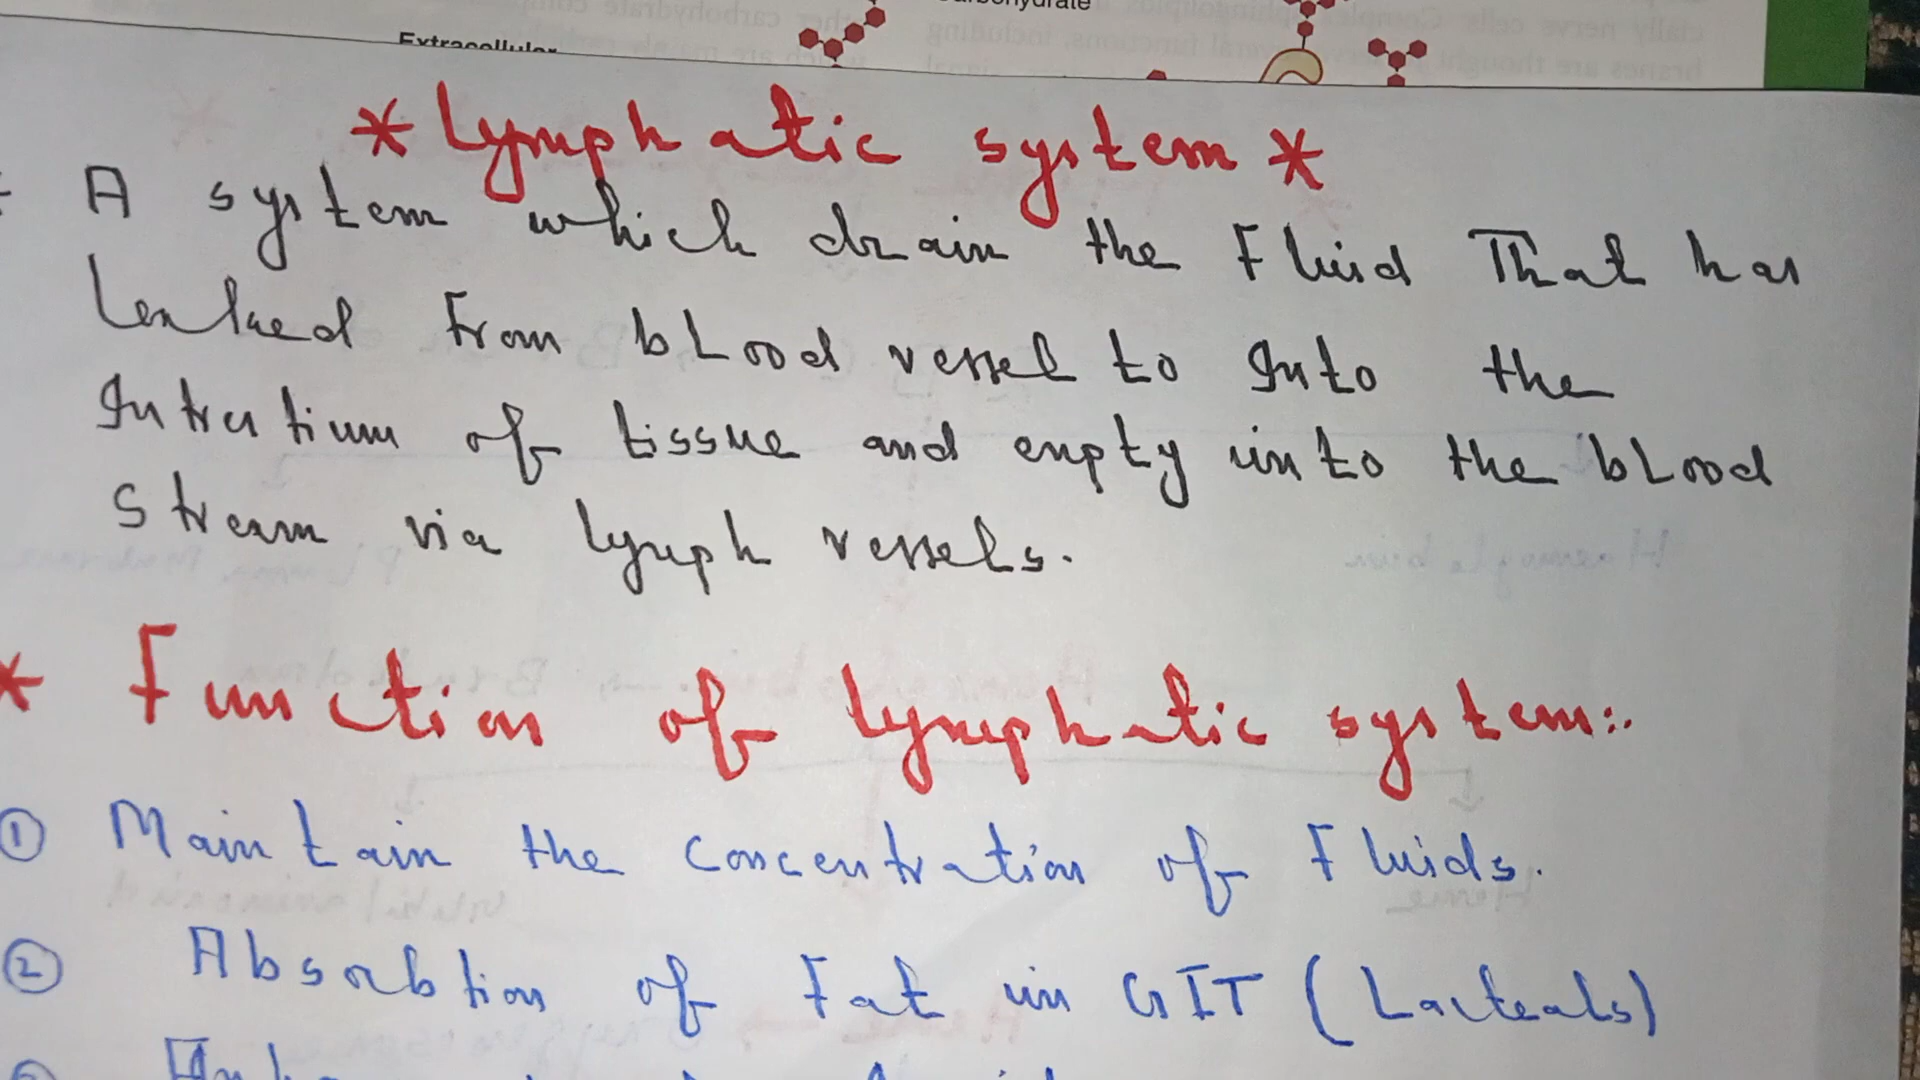 Extracellular
* Lymphatic system *
A system which drain the Fluid That has
Leaked From bLood vessel to Into the
of tissue and empty into the bLood
Stream via lymph vessels.
* Function of lymphatic system:.
① Maintain the concentration of Fluids.
② Absorbtion of Fat in GIT (Lacteals)